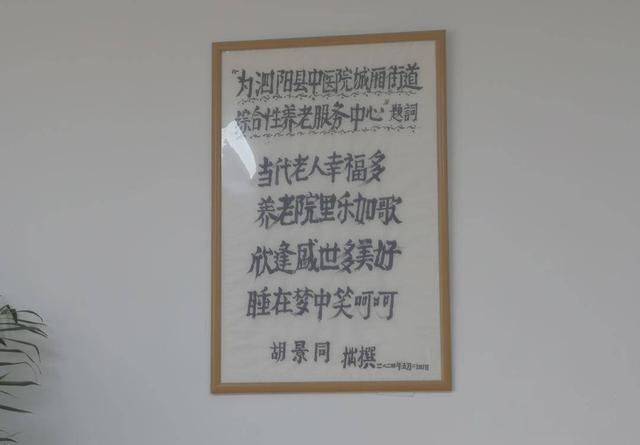 “为泗阳县中医院城厢街道
综合性养老服务中心”题詞
当代老人幸福多
养老院里乐如歌
欣逢盛世多美好
睡在梦中笑呵呵
胡景同 拙撰